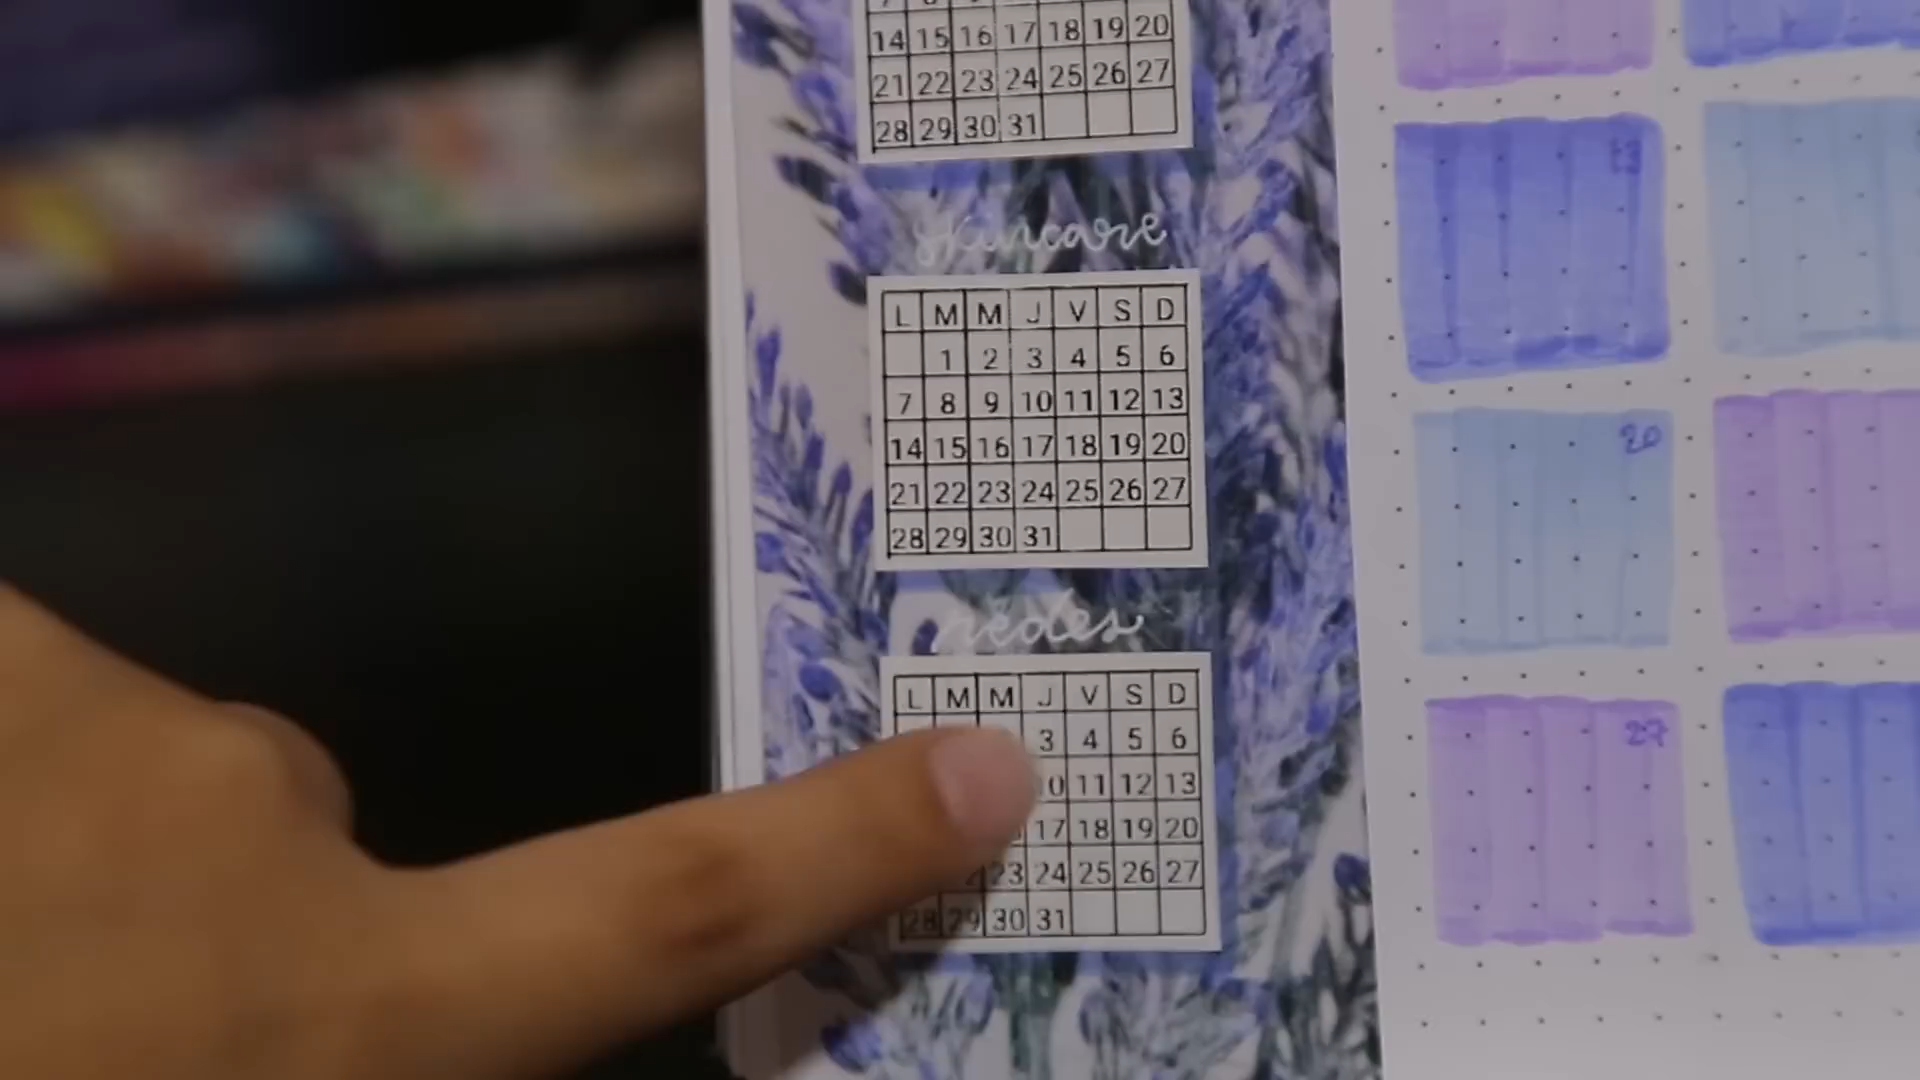 14 15 16 17 18 19 20
21 22 23 24 25 26 27
28 29 30 31
skincare
L M M J V S D
1 2 3 4 5 6
7 8 9 10 11 12 13
14 15 16 17 18 19 20
21 22 23 24 25 26 27
28 29 30 31
redes
L M M J V S D
3 4 5 6
11 12 13
17 18 19 20
23 24 25 26 27
28 29 30 31
13
20
27